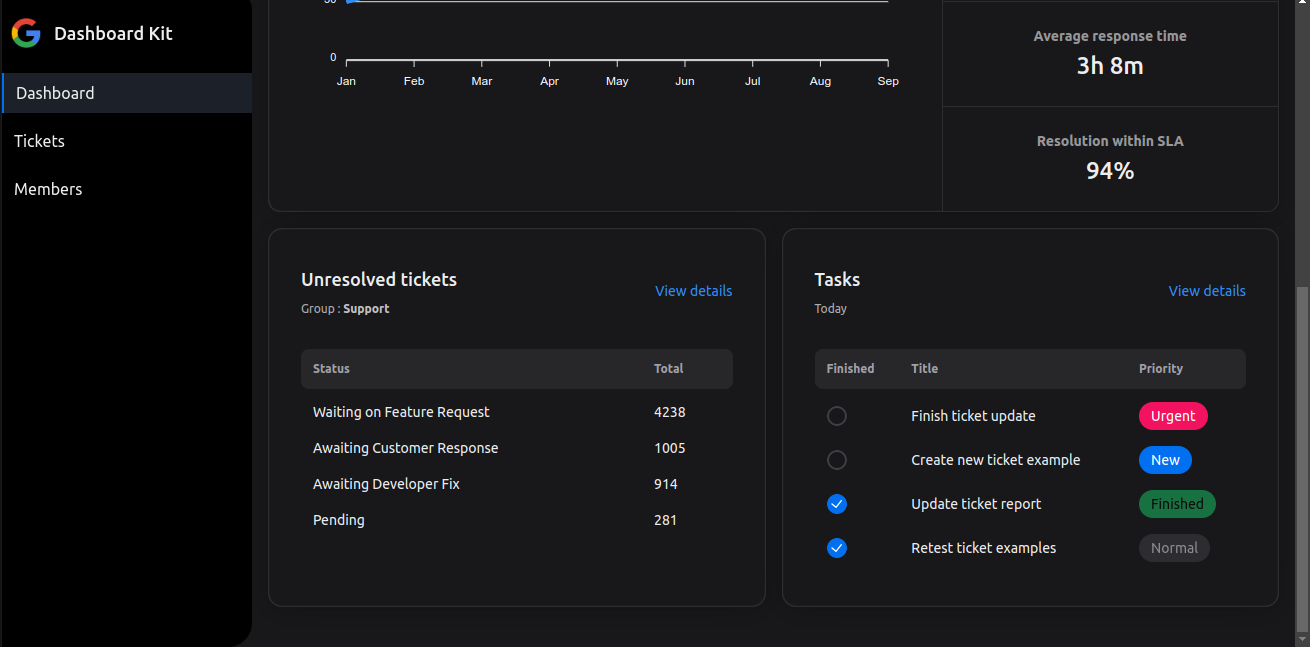 Dashboard Kit
Dashboard
Tickets
Members
0
Jan Feb Mar Apr May Jun Jul Aug Sep
Average response time
3h 8m
Resolution within SLA
94%
Unresolved tickets
View details
Group : Support
Status Total
Waiting on Feature Request 4238
Awaiting Customer Response 1005
Awaiting Developer Fix 914
Pending 281
Tasks
View details
Today
Finished Title Priority
Finish ticket update Urgent
Create new ticket example New
Update ticket report Finished
Retest ticket examples Normal